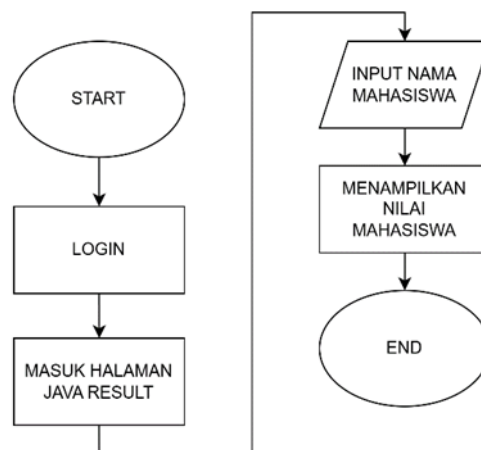 START
LOGIN
MASUK HALAMAN
JAVA RESULT
INPUT NAMA
MAHASISWA
MENAMPILKAN
NILAI
MAHASISWA
END